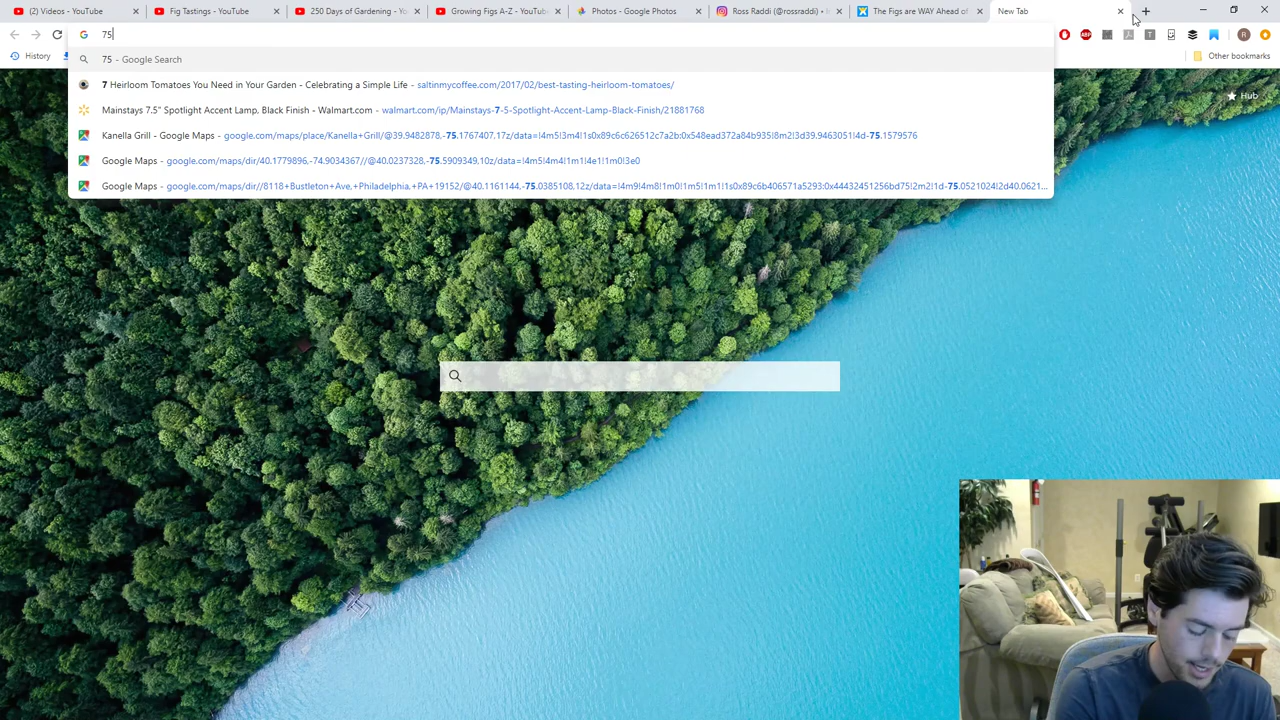 (2) Videos - YouTube
Fig Tastings - YouTube
250 Days of Gardening - Yo
Growing Figs A-Z - YouTub
Photos - Google Photos
Ross Raddi (@rossraddi) • I
The Figs are WAY Ahead of
New Tab
75
History
Other bookmarks
ABP
T
R
75 - Google Search
7 Heirloom Tomatoes You Need in Your Garden - Celebrating a Simple Life - saltinmycoffee.com/2017/02/best-tasting-heirloom-tomatoes/
Mainstays 7.5" Spotlight Accent Lamp, Black Finish - Walmart.com - walmart.com/ip/Mainstays-7-5-Spotlight-Accent-Lamp-Black-Finish/21881768
Kanella Grill - Google Maps - google.com/maps/place/Kanella+Grill/@39.9482878,-75.1767407,17z/data=!4m5!3m4!1s0x89c6c626512c7a2b:0x548ead372a84b935!8m2!3d39.9463051!4d-75.1579576
Google Maps - google.com/maps/dir/40.1779896,-74.9034367//@40.0237328,-75.5909349,10z/data=!4m5!4m4!1m1!4e1!1m0!3e0
Google Maps - google.com/maps/dir//8118+Bustleton+Ave,+Philadelphia,+PA+19152/@40.1161144,-75.0385108,12z/data=!4m9!4m8!1m0!1m5!1m1!1s0x89c6b406571a5293:0x44432451256bd75!2m2!1d-75.0521024!2d40.0621...
Hub